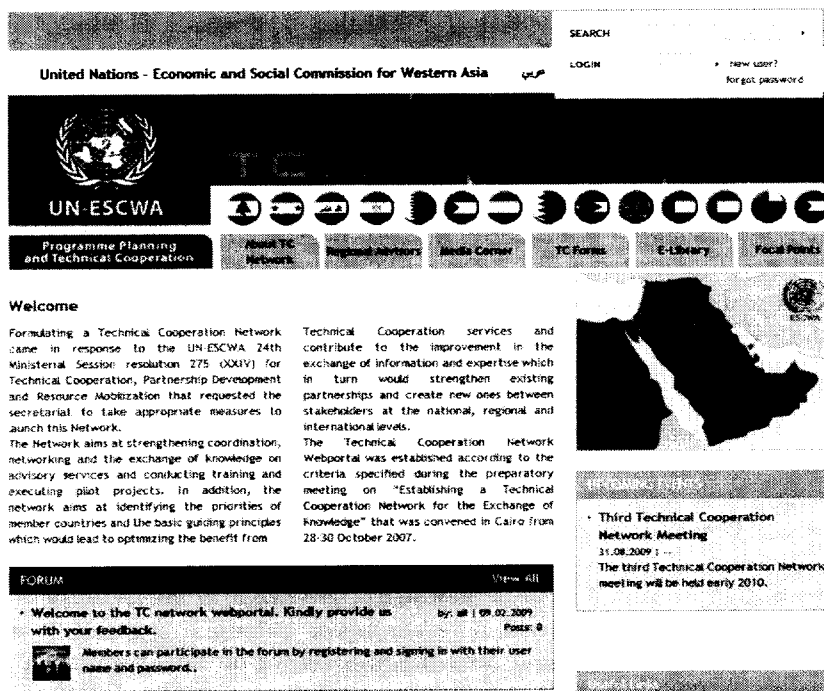 SEARCH
LOGIN
New user?
forgot password
United Nations - Economic and Social Commission for Western Asia عربي
TC
UN-ESCWA
Programme Planning
and Technical Cooperation
About TC
Network
Regional Advisors
Media Corner
TC Forms
E-Library
Focal Points
Welcome
Formulating a Technical Cooperation Network
came in response to the UN-ESCWA 24th
Ministerial Session resolution 275 (XXIV) for
Technical Cooperation, Partnership Development
and Resource Mobilization that requested the
secretariat to take appropriate measures to
launch this Network.
The Network aims at strengthening coordination,
networking and the exchange of knowledge on
advisory services and conducting training and
executing pilot projects. In addition, the
network aims at identifying the priorities of
member countries and the basic guiding principles
which would lead to optimizing the benefit from
Technical Cooperation services and
contribute to the improvement in the
exchange of information and expertise which
in turn would strengthen existing
partnerships and create new ones between
stakeholders at the national, regional and
international levels.
The Technical Cooperation Network
Webportal was established according to the
criteria specified during the preparatory
meeting on "Establishing a Technical
Cooperation Network for the Exchange of
Knowledge" that was convened in Cairo from
28-30 October 2007.
ESCWA
UPCOMING EVENTS
Third Technical Cooperation
Network Meeting
31.08.2009 | --
The third Technical Cooperation Network
meeting will be held early 2010.
FORUM View All
Welcome to the TC network webportal. Kindly provide us
with your feedback.
by: ali | 09.02.2009
Posts: 0
Members can participate in the forum by registering and signing in with their user
name and password..